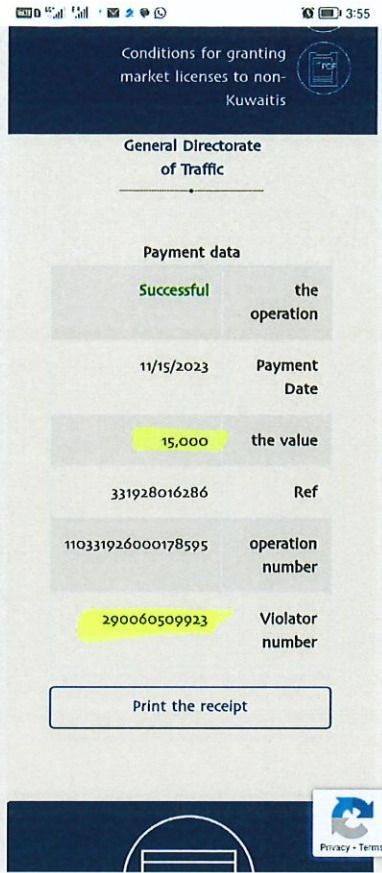 3:55
Conditions for granting
market licenses to non-
Kuwaitis
General Directorate
of Traffic
Payment data
Successful the
operation
11/15/2023 Payment
Date
15,000 the value
331928016286 Ref
110331926000178595 operation
number
290060509923 Violator
number
Print the receipt
Privacy - Terms